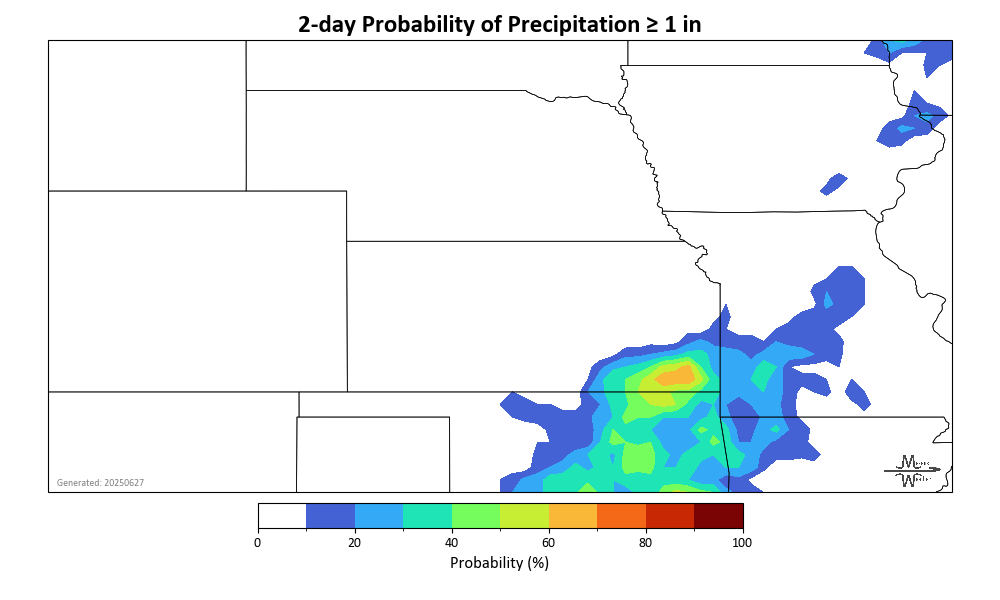 2-day Probability of Precipitation ≥ 1 in
Generated: 20250627
0 20 40 60 80 100
Probability (%)